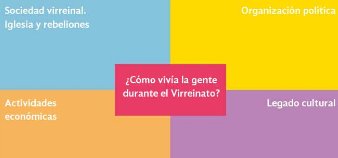 Sociedad virreinal.
Iglesia y rebeliones
Organización política
¿Cómo vivía la gente
durante el Virreinato?
Actividades
económicas
Legado cultural